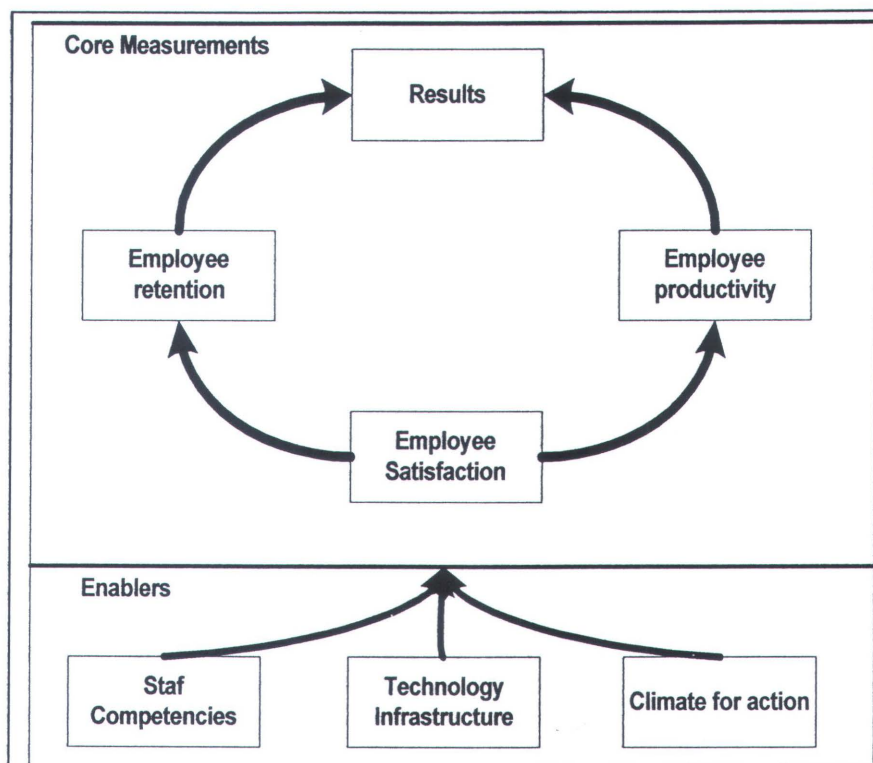 Core Measurements
Results
Employee
retention
Employee
productivity
Employee
Satisfaction
Enablers
Staf
Competencies
Technology
Infrastructure
Climate for action